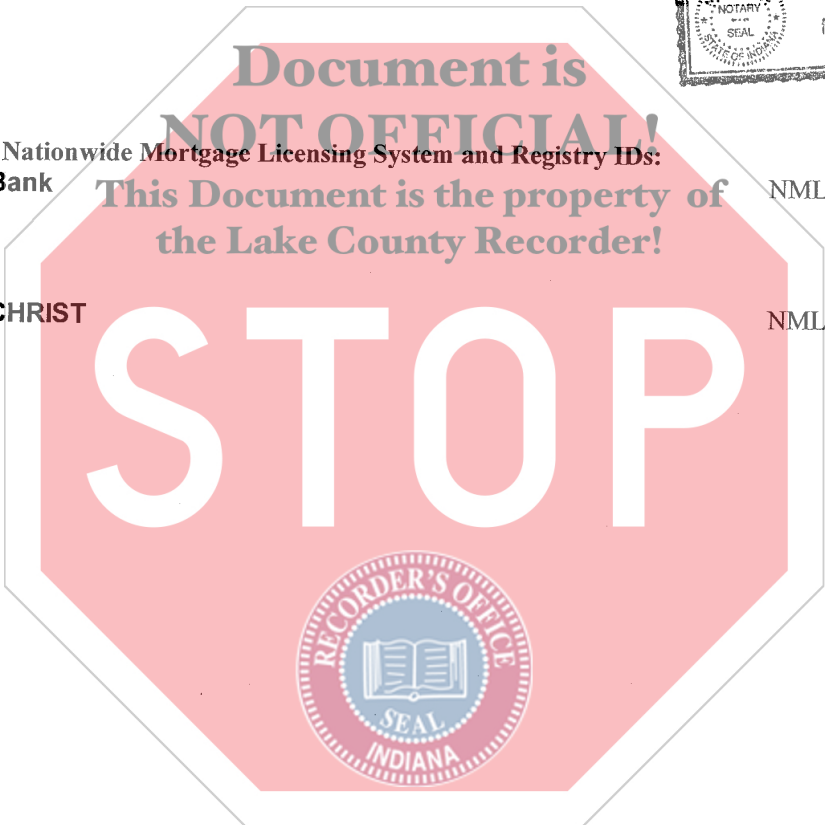 NOTARY
SEAL
STATE OF INDIANA
Document is
NOT OFFICIAL!
Nationwide Mortgage Licensing System and Registry IDs:
Bank
This Document is the property of
NML
the Lake County Recorder!
CHRIST
NML
STOP
RECORDER'S OFFICE
SEAL
INDIANA